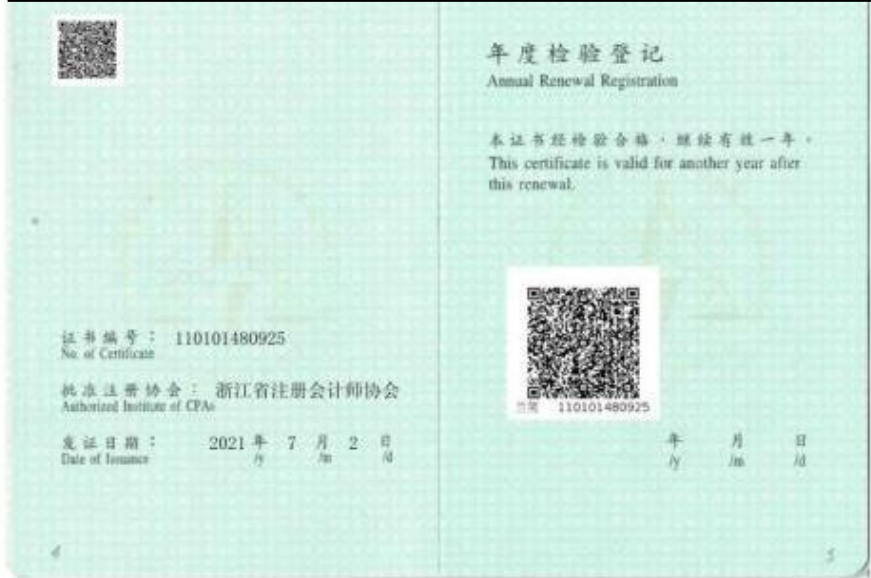 证书编号： 110101480925
No. of Certificate
批准注册协会： 浙江省注册会计师协会
Authorized Institute of CPAs
发证日期： 2021 年 7 月 2 日
Date of Issuance /y /m /d
4
年度检验登记
Annual Renewal Registration
本证书经检验合格，继续有效一年。
This certificate is valid for another year after
this renewal.
110101480925
年 月 日
/y /m /d
5